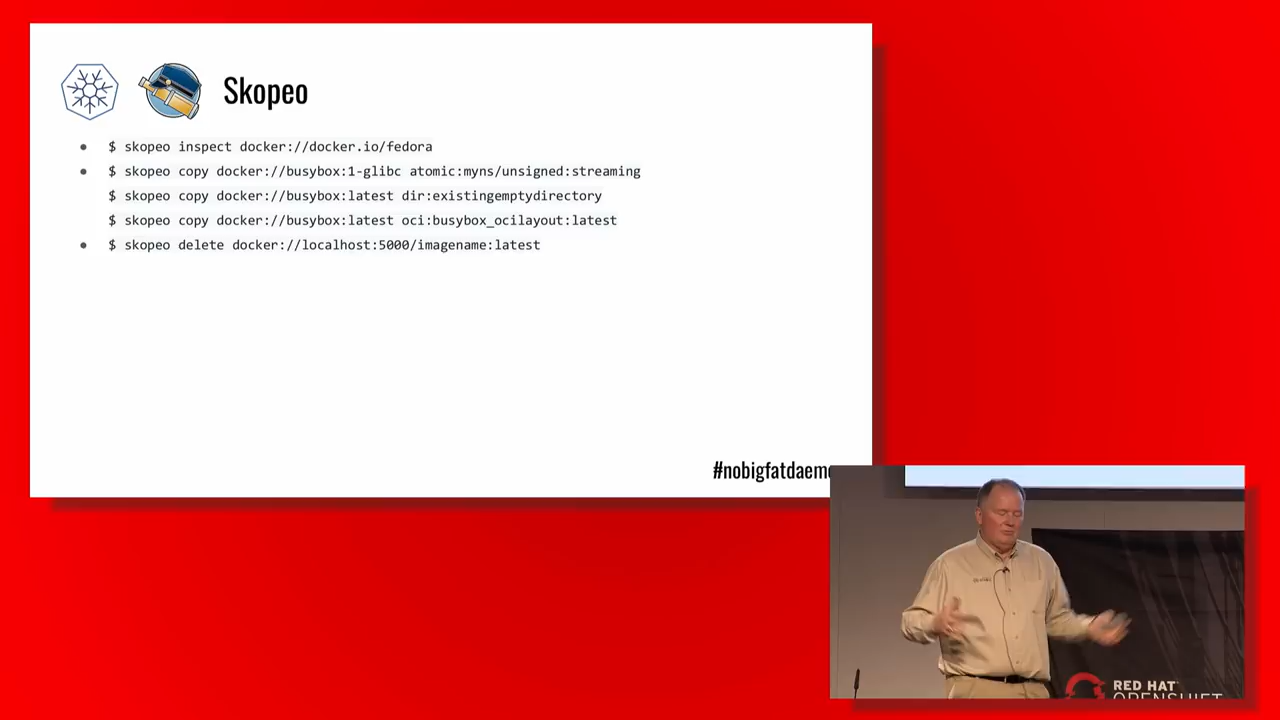 Skopeo
$ skopeo inspect docker://docker.io/fedora
$ skopeo copy docker://busybox:1-glibc atomic:myns/unsigned:streaming
$ skopeo copy docker://busybox:latest dir:existingemptydirectory
$ skopeo copy docker://busybox:latest oci:busybox_ocilayout:latest
$ skopeo delete docker://localhost:5000/imagename:latest
#nobigfatdaem
RED HAT
OPENSHIFT